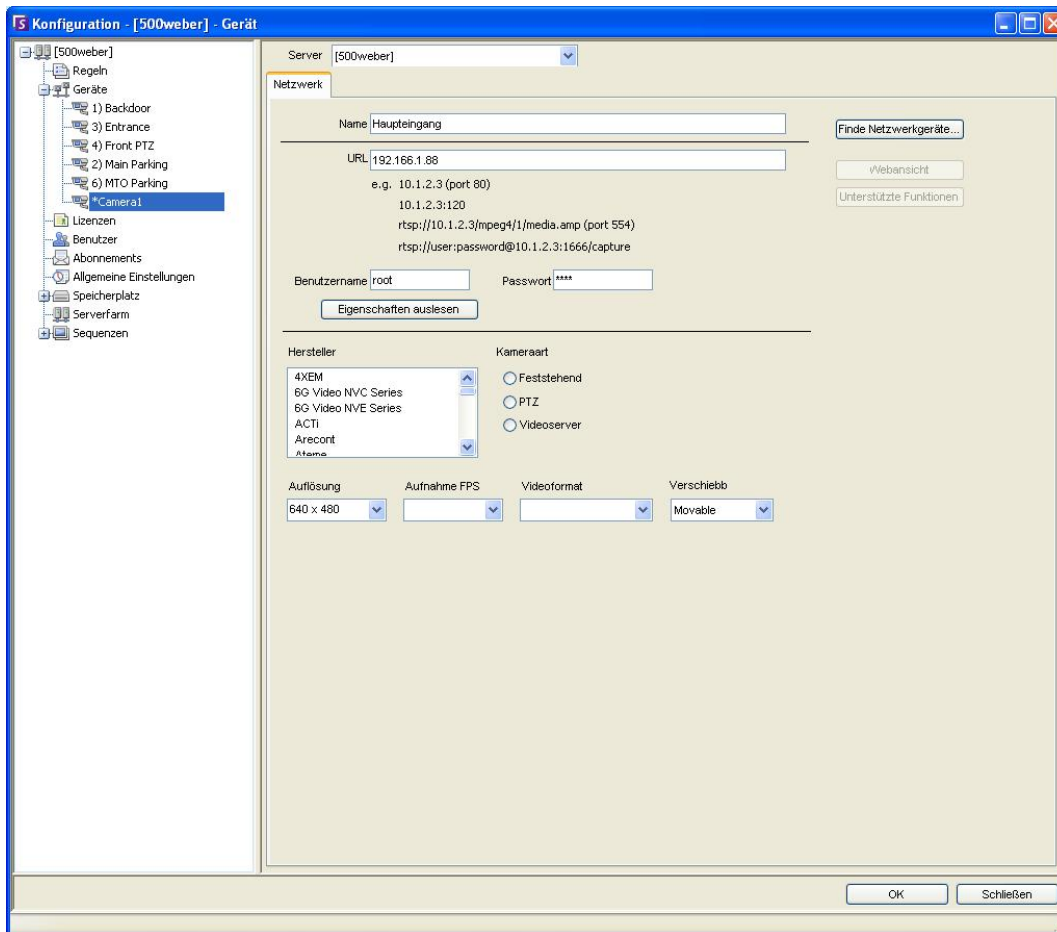 Konfiguration - [500weber] - Gerät
[500weber]
Regeln
Geräte
1) Backdoor
3) Entrance
4) Front PTZ
2) Main Parking
6) MTO Parking
*Camera1
Lizenzen
Benutzer
Abonnements
Allgemeine Einstellungen
Speicherplatz
Serverfarm
Sequenzen
Server [500weber]
Netzwerk
Name Haupteingang
Finde Netzwerkgeräte...
URL 192.166.1.88
Webansicht
e.g. 10.1.2.3 (port 80)
Unterstützte Funktionen
10.1.2.3:120
rtsp://10.1.2.3/mpeg4/1/media.amp (port 554)
rtsp://user:password@10.1.2.3:1666/capture
Benutzername root Passwort ****
Eigenschaften auslesen
Hersteller Kameraart
4XEM
6G Video NVC Series
6G Video NVE Series
ACTi
Arecont
Ateme
Feststehend
PTZ
Videoserver
Auflösung Aufnahme FPS Videoformat Verschiebb
640 x 480 Movable
OK Schließen